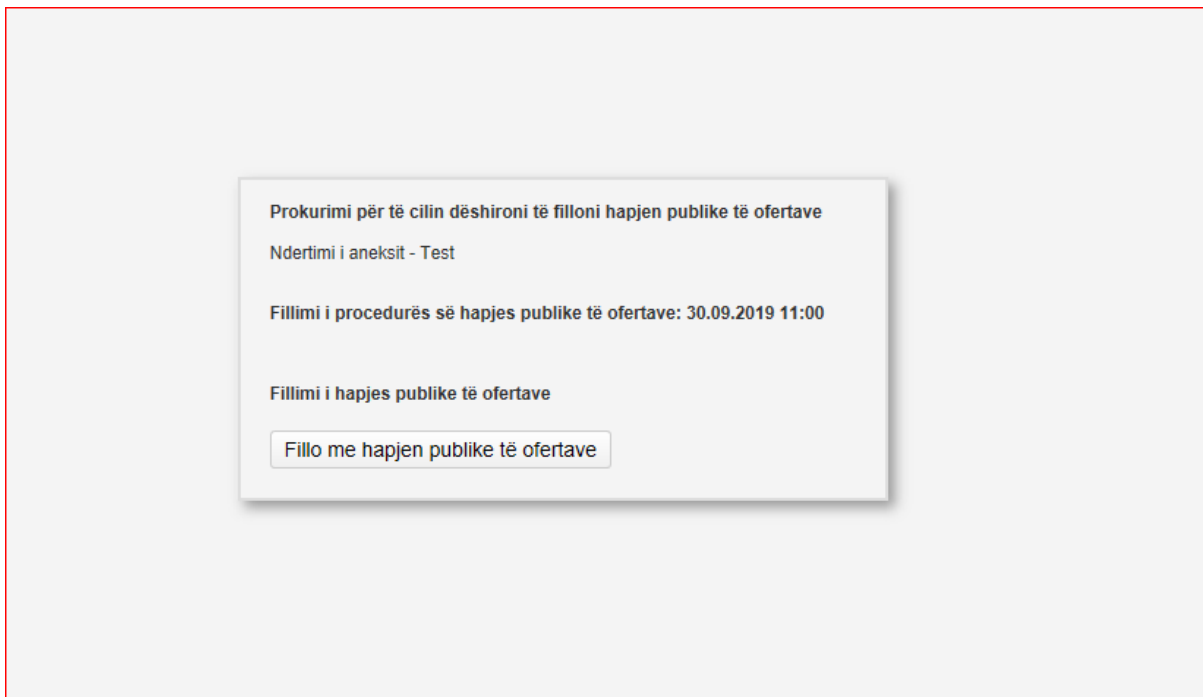 Prokurimi për të cilin dëshironi të filloni hapjen publike të ofertave
Ndertimi i aneksit - Test
Fillimi i procedurës së hapjes publike të ofertave: 30.09.2019 11:00
Fillimi i hapjes publike të ofertave
Fillo me hapjen publike të ofertave